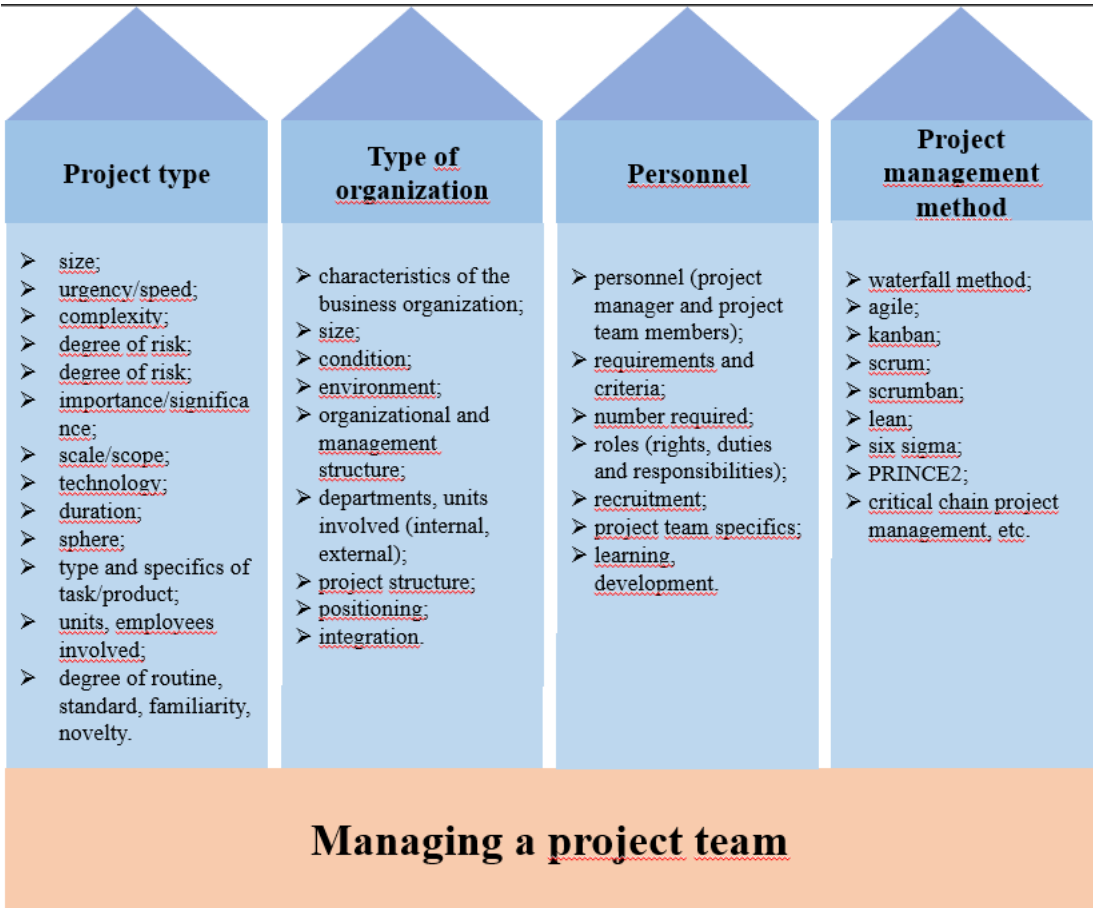 Project type
➢ size;
➢ urgency/speed;
➢ complexity;
➢ degree of risk;
➢ degree of risk;
➢ importance/significa
nce;
➢ scale/scope;
➢ technology;
➢ duration;
➢ sphere;
➢ type and specifics of
task/product;
➢ units, employees
involved;
➢ degree of routine,
standard, familiarity,
novelty.
Type of
organization
➢ characteristics of the
business organization;
➢ size;
➢ condition;
➢ environment;
➢ organizational and
management
structure;
➢ departments, units
involved (internal,
external);
➢ project structure;
➢ positioning;
➢ integration.
Personnel
➢ personnel (project
manager and project
team members);
➢ requirements and
criteria;
➢ number required;
➢ roles (rights, duties
and responsibilities);
➢ recruitment;
➢ project team specifics;
➢ learning,
development.
Project
management
method
➢ waterfall method;
➢ agile;
➢ kanban;
➢ scrum;
➢ scrumban;
➢ lean;
➢ six sigma;
➢ PRINCE2;
➢ critical chain project
management, etc.
Managing a project team